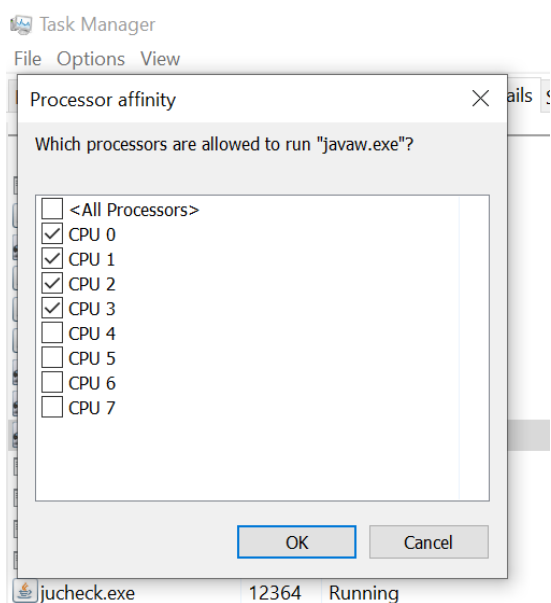 Task Manager
File Options View
Processor affinity
ails
Which processors are allowed to run "javaw.exe"?
<All Processors>
CPU 0
CPU 1
CPU 2
CPU 3
CPU 4
CPU 5
CPU 6
CPU 7
OK Cancel
jucheck.exe 12364 Running